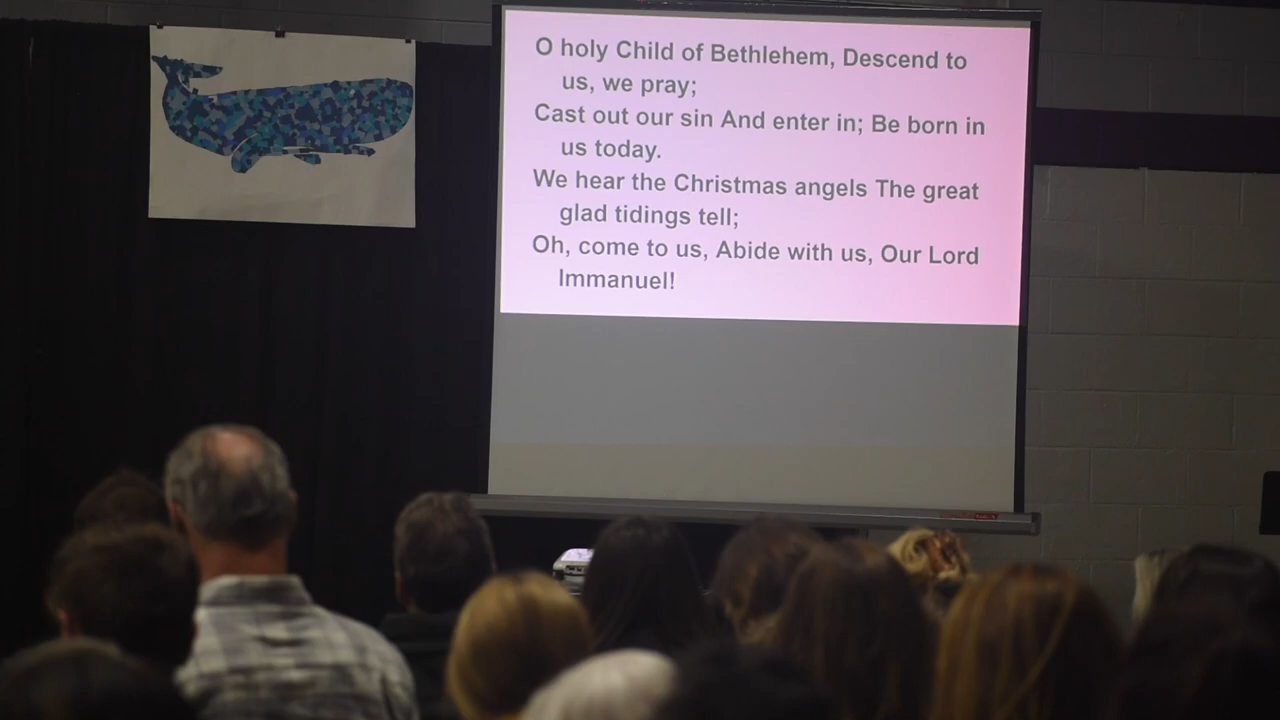 O holy Child of Bethlehem, Descend to
us, we pray;
Cast out our sin And enter in; Be born in
us today.
We hear the Christmas angels The great
glad tidings tell;
Oh, come to us, Abide with us, Our Lord
Immanuel!